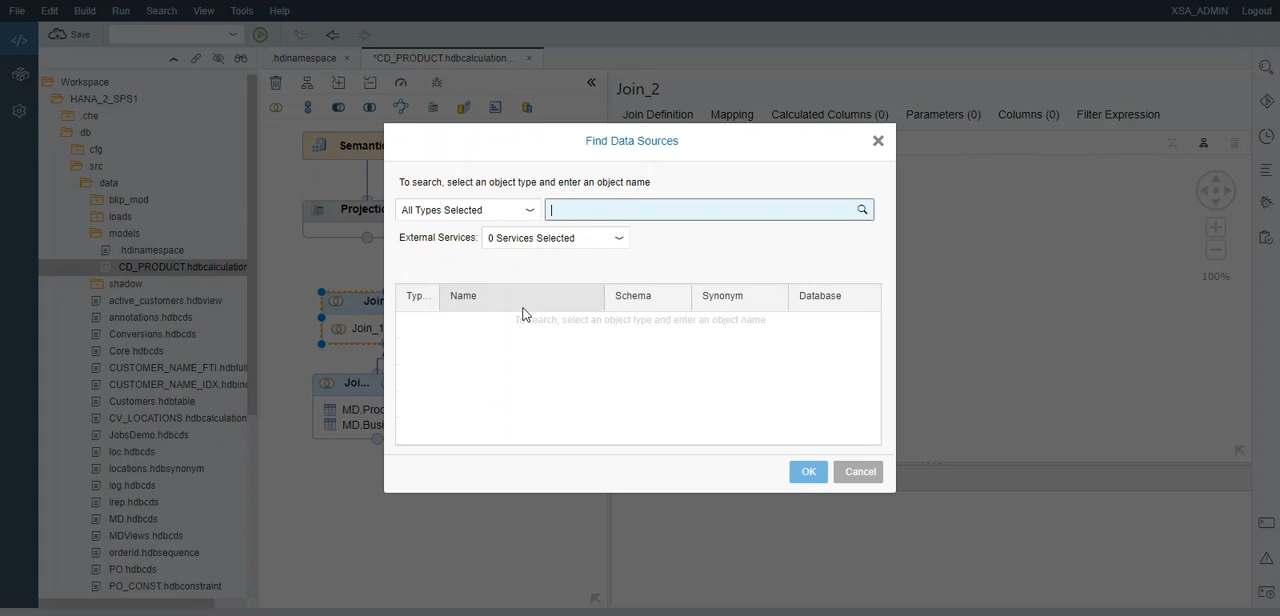 File Edit Build Run Search View Tools Help XSA_ADMIN Logout
Save
.hdinamespace × *CD_PRODUCT.hdbcalculation... ×
Workspace
HANA_2_SPS1
.che
db
cfg
src
data
bkp_mod
loads
models
.hdinamespace
CD_PRODUCT.hdbcalculation
shadow
active_customers.hdbview
annotations.hdbcds
Conversions.hdbcds
Core.hdbcds
CUSTOMER_NAME_FTI.hdbful
CUSTOMER_NAME_IDX.hdbind
Customers.hdbtable
CV_LOCATIONS.hdbcalculation
JobsDemo.hdbcds
loc.hdbcds
locations.hdbsynonym
log.hdbcds
lrep.hdbcds
MD.hdbcds
MDViews.hdbcds
orderid.hdbsequence
PO.hdbcds
PO_CONST.hdbconstraint
Semanti
Projectio
Join
Join_1
Joi...
MD.Proc
MD.Busi
Join_2
Join Definition Mapping Calculated Columns (0) Parameters (0) Columns (0) Filter Expression
100%
Find Data Sources
To search, select an object type and enter an object name
All Types Selected
External Services: 0 Services Selected
Typ... Name Schema Synonym Database
To search, select an object type and enter an object name
OK Cancel